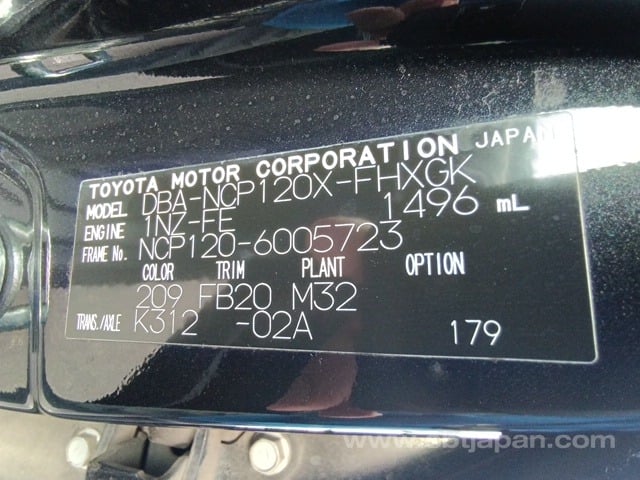 TOYOTA MOTOR CORPORATION JAPAN
MODEL DBA-NCP120X-FHXGK
ENGINE 1NZ-FE 1496 mL
FRAME No. NCP120-6005723
COLOR TRIM PLANT OPTION
209 FB20 M32
TRANS./AXLE K312 -02A 179
www.sbtjapan.com